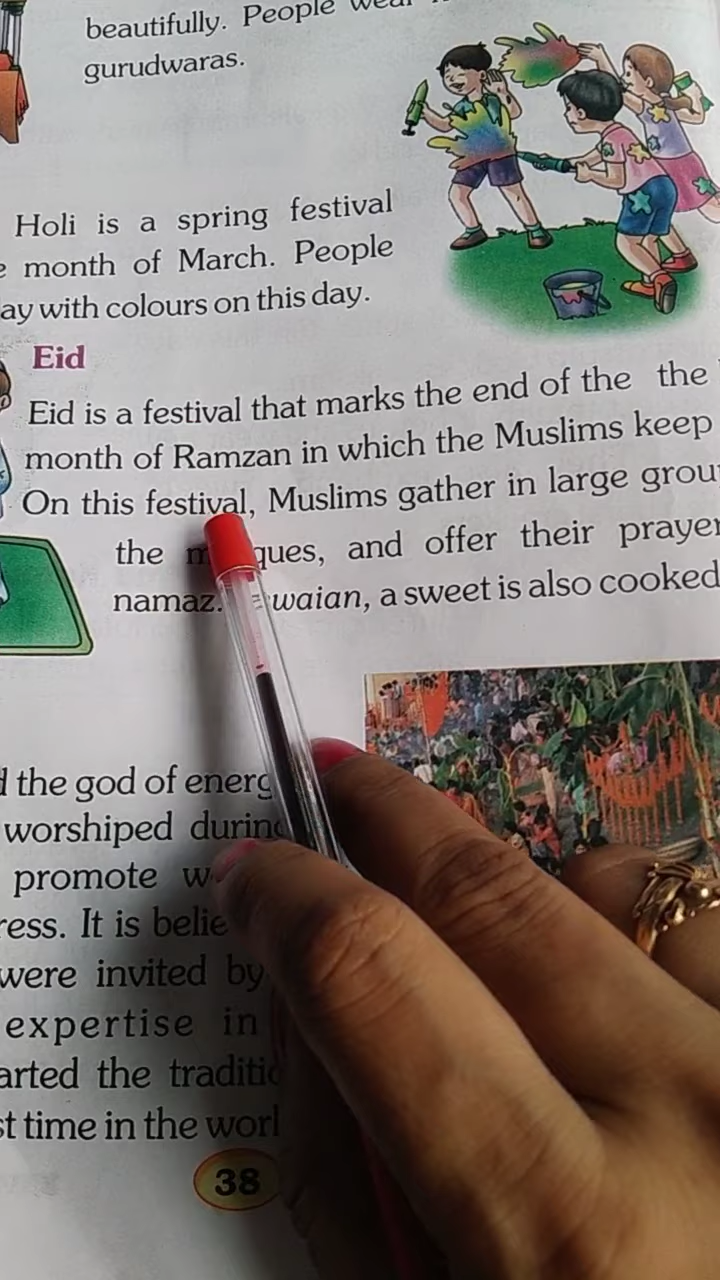 beautifully. People wear
gurudwaras.
Holi is a spring festival
month of March. People
ay with colours on this day.
Eid
Eid is a festival that marks the end of the the
month of Ramzan in which the Muslims keep
On this festival, Muslims gather in large grou
the ques, and offer their prayer
namaz. waian, a sweet is also cooked
the god of energ
worshiped during
promote w
ress. It is belie
were invited by
expertise in
arted the traditio
st time in the worl
38